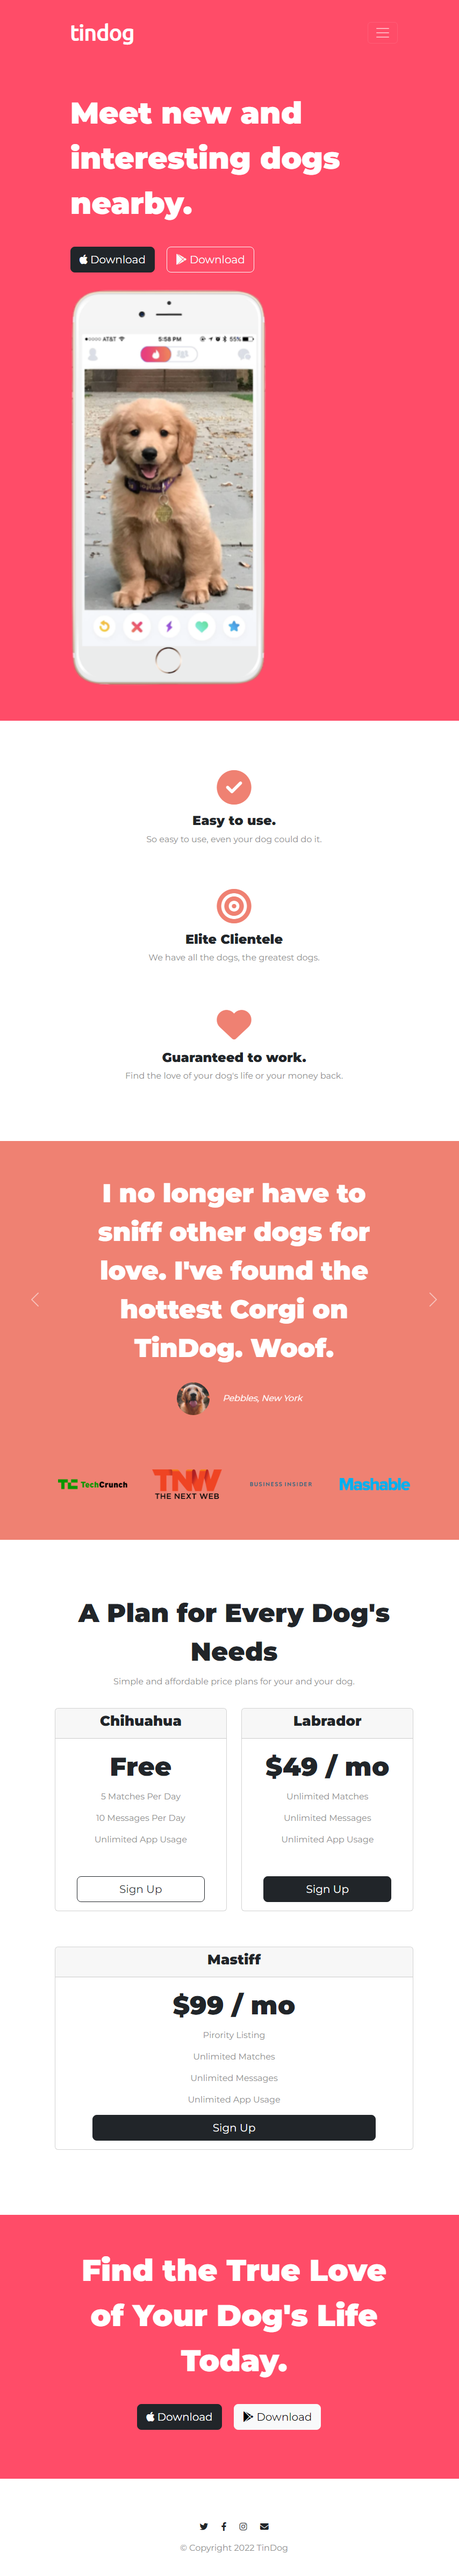 tindog
Meet new and
interesting dogs
nearby.
Download Download
AT&T 5:58 PM 55%
Easy to use.
So easy to use, even your dog could do it.
Elite Clientele
We have all the dogs, the greatest dogs.
Guaranteed to work.
Find the love of your dog's life or your money back.
I no longer have to
sniff other dogs for
love. I've found the
hottest Corgi on
TinDog. Woof.
Pebbles, New York
TC TechCrunch TNW THE NEXT WEB BUSINESS INSIDER Mashable
A Plan for Every Dog's
Needs
Simple and affordable price plans for your and your dog.
Chihuahua
Free
5 Matches Per Day
10 Messages Per Day
Unlimited App Usage
Sign Up
Labrador
$49 / mo
Unlimited Matches
Unlimited Messages
Unlimited App Usage
Sign Up
Mastiff
$99 / mo
Pirority Listing
Unlimited Matches
Unlimited Messages
Unlimited App Usage
Sign Up
Find the True Love
of Your Dog's Life
Today.
Download Download
© Copyright 2022 TinDog